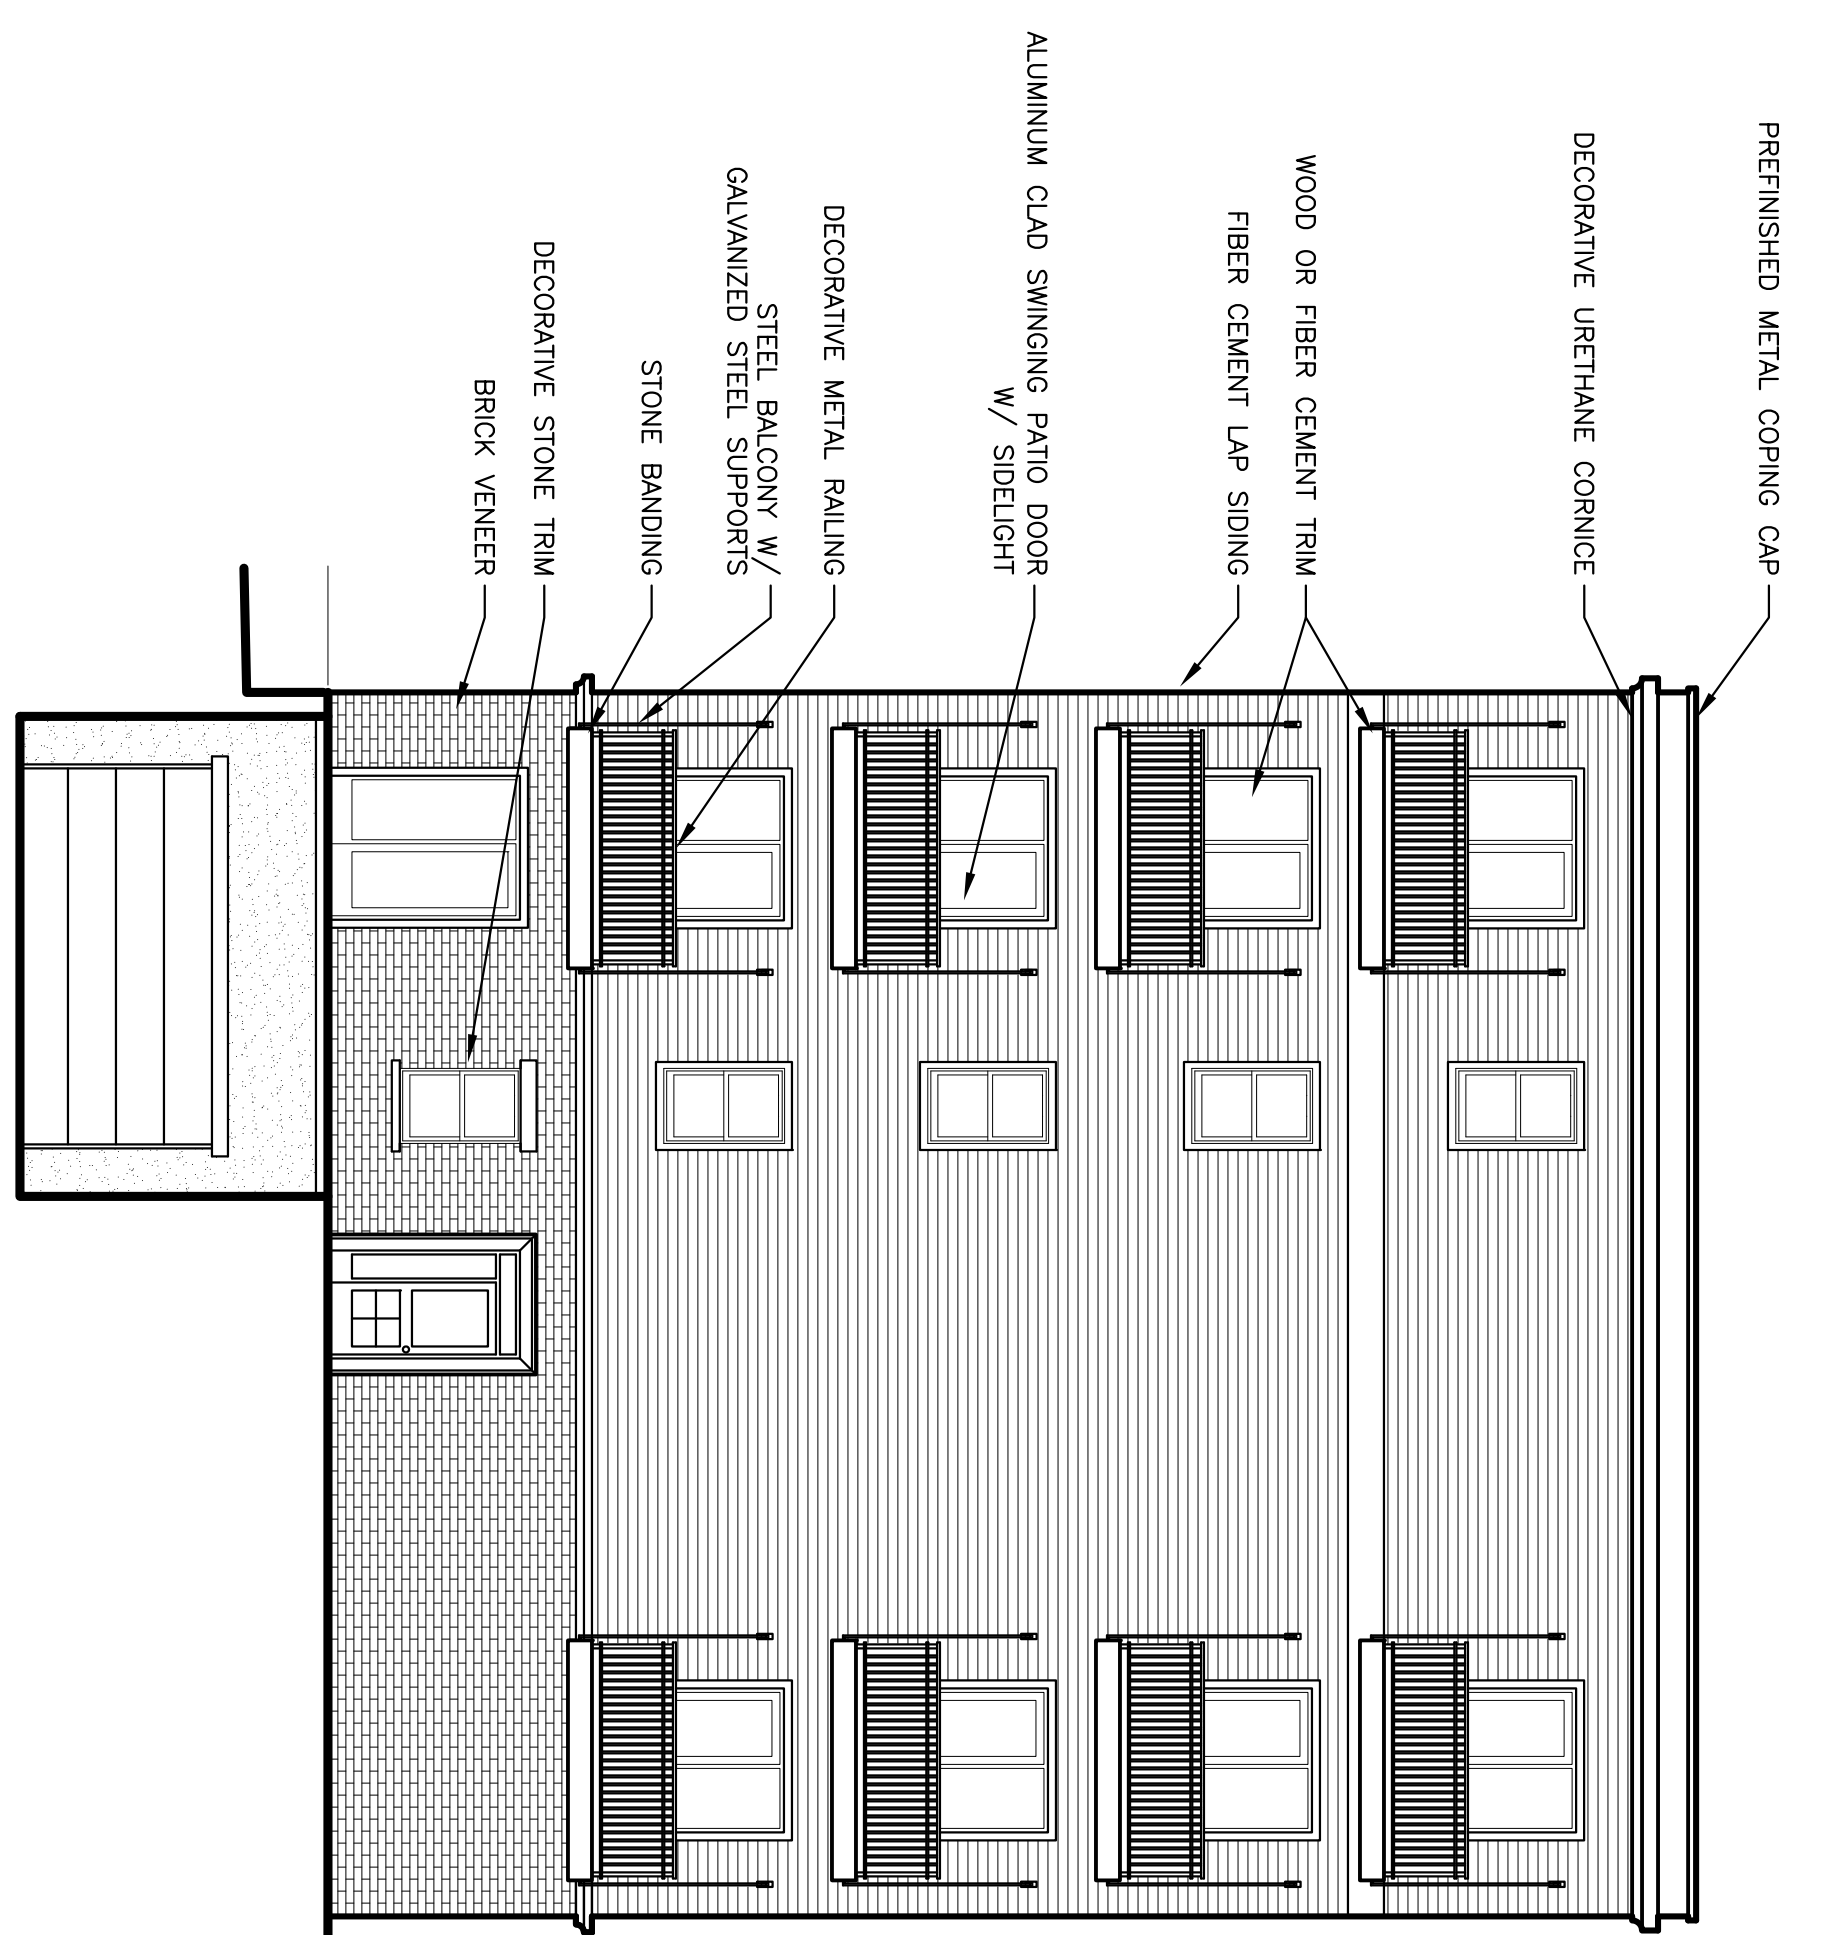 PREFINISHED METAL COPING CAP
DECORATIVE URETHANE CORNICE
WOOD OR FIBER CEMENT TRIM
FIBER CEMENT LAP SIDING
ALUMINUM CLAD SWINGING PATIO DOOR
W/ SIDELIGHT
DECORATIVE METAL RAILING
STEEL BALCONY W/
GALVANIZED STEEL SUPPORTS
STONE BANDING
DECORATIVE STONE TRIM
BRICK VENEER